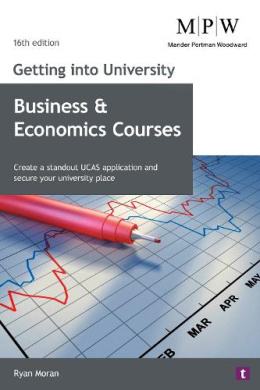 16th edition
M|P|W
Mander Portman Woodward
Getting into University
Business &
Economics Courses
Create a standout UCAS application and
secure your university place
FEB
MAR
APR
MAY
Ryan Moran
t